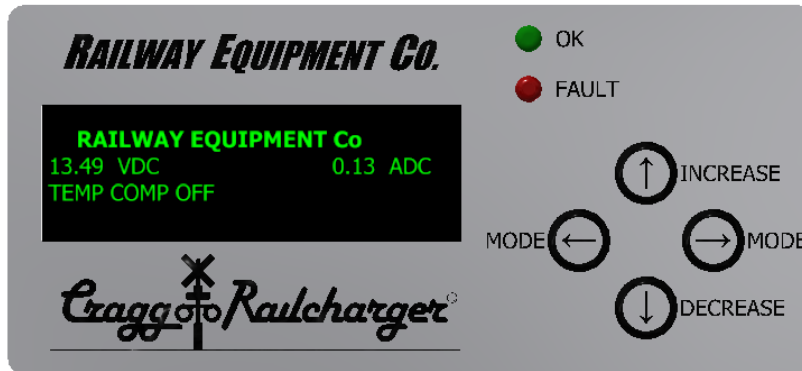 RAILWAY EQUIPMENT CO.
OK
FAULT
RAILWAY EQUIPMENT Co
13.49 VDC 0.13 ADC
TEMP COMP OFF
INCREASE
MODE MODE
DECREASE
Cragg Railcharger